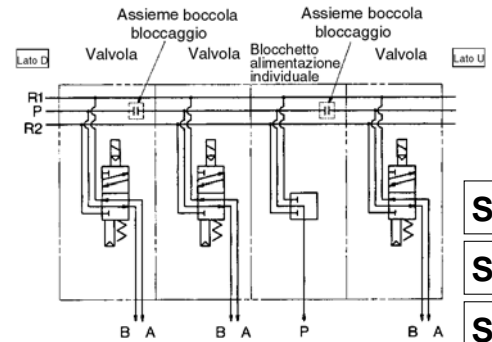 Assieme boccola
bloccaggio
Assieme boccola
bloccaggio
Lato D
Valvola
Valvola
Blocchetto
alimentazione
individuale
Valvola
Lato U
R1
P
R2
S
S
S
B A
B A
P
B A